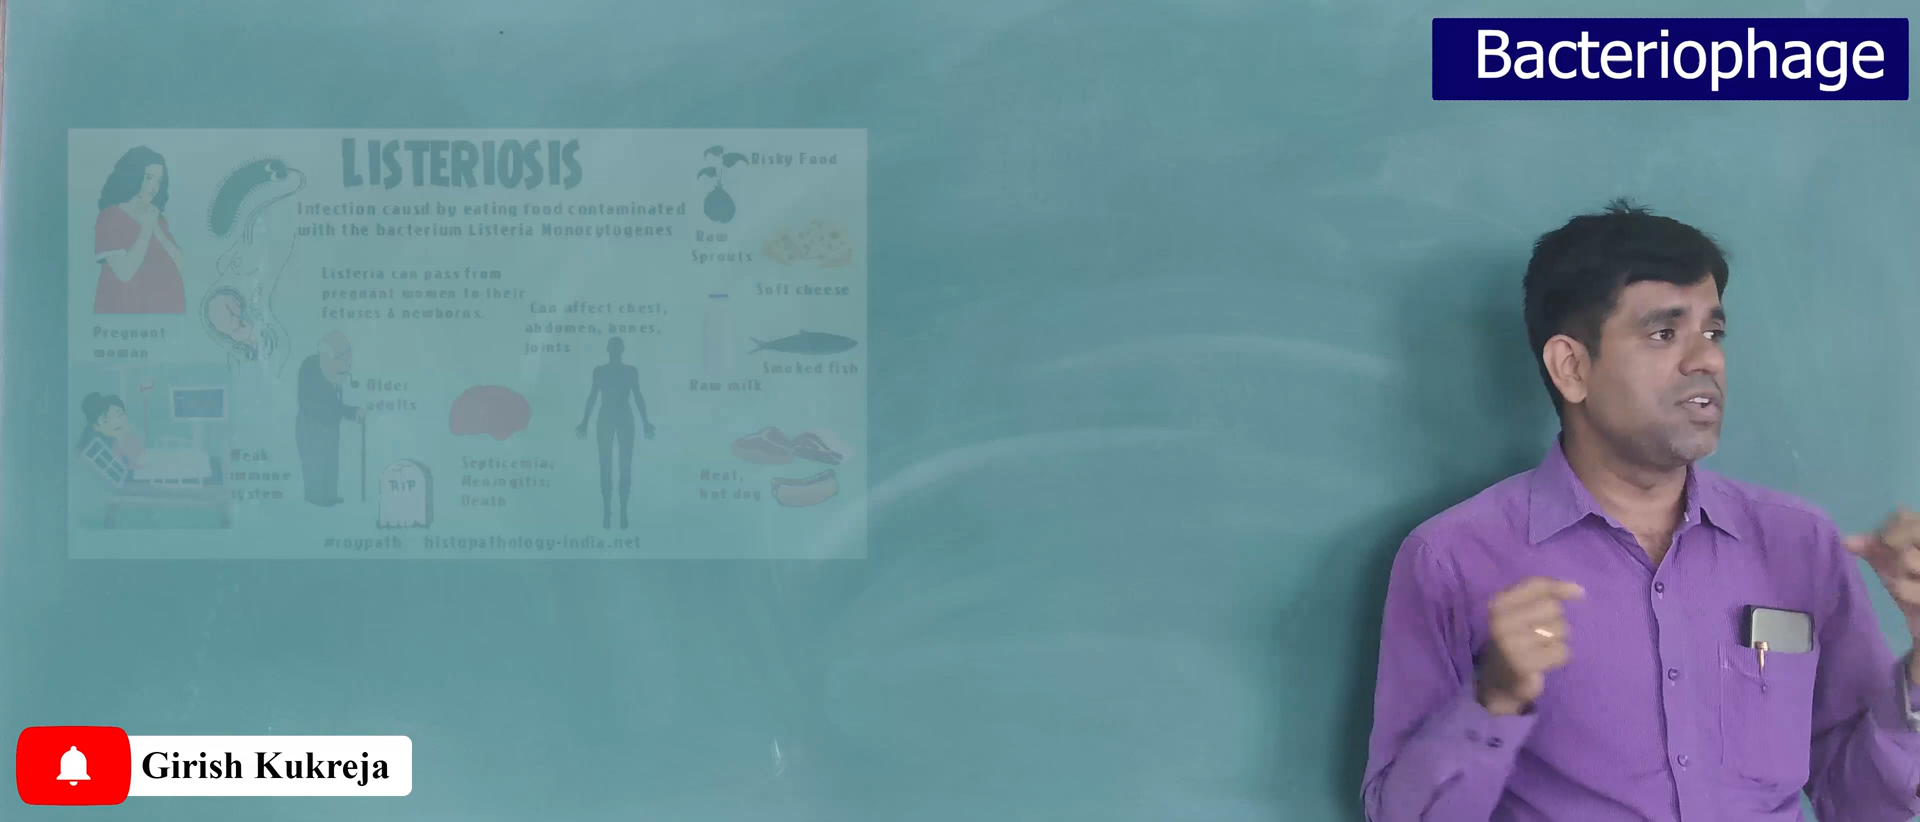 Bacteriophage
LISTERIOSIS
Infection causd by eating food contaminated
with the bacterium Listeria Monocytogenes
Listeria can pass from
pregnant women to their
fetuses & newborns.
Can affect chest,
abdomen, bones,
joints
Pregnant
woman
Older
adults
Weak
immune
system
RIP
Septicemia;
Meningitis;
Death
Risky Food
Raw
Sprouts
Soft cheese
Smoked fish
Raw milk
Meat,
hot dog
#roypath histopathology-india.net
Girish Kukreja